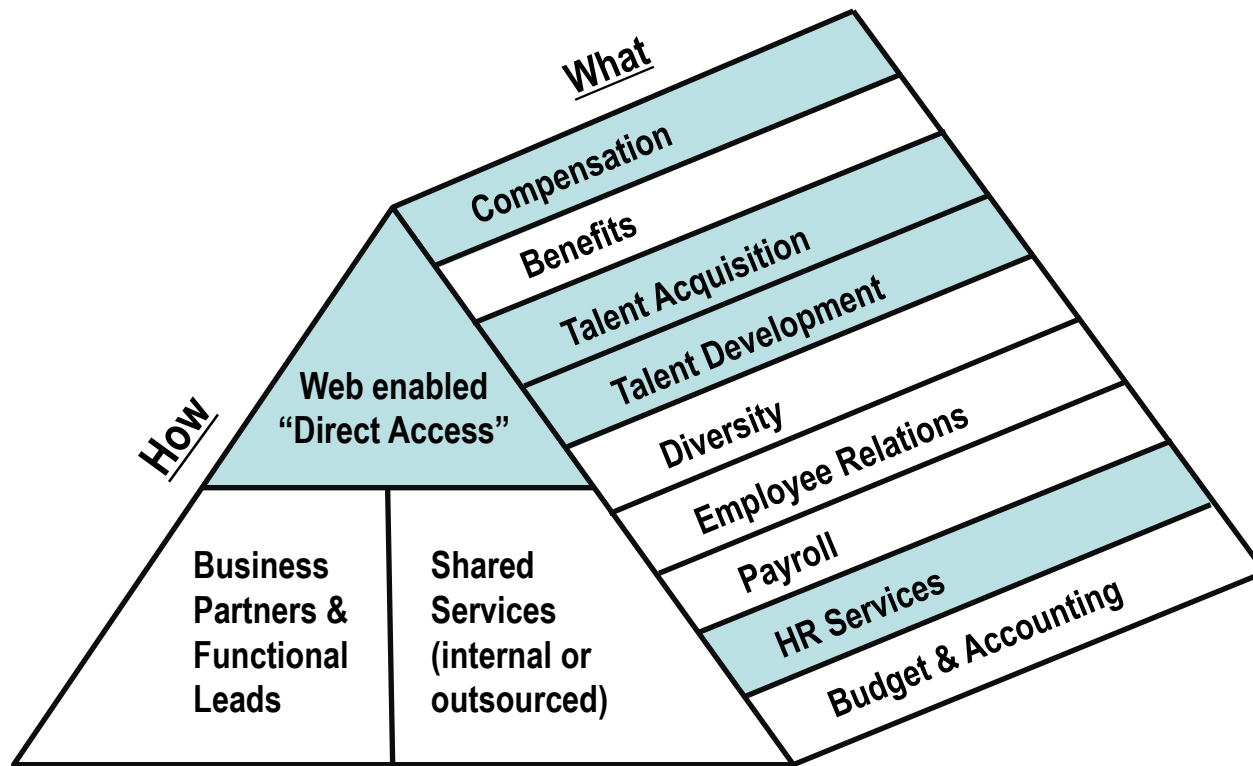 What
Compensation
Benefits
Talent Acquisition
Talent Development
Diversity
Employee Relations
Payroll
HR Services
Budget & Accounting
How
Web enabled
“Direct Access”
Business
Partners &
Functional
Leads
Shared
Services
(internal or
outsourced)